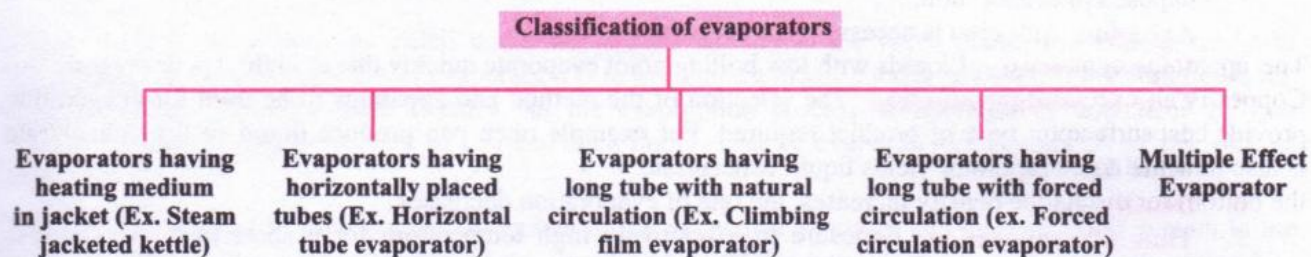 Classification of evaporators
Evaporators having
heating medium
in jacket (Ex. Steam
jacketed kettle)
Evaporators having
horizontally placed
tubes (Ex. Horizontal
tube evaporator)
Evaporators having
long tube with natural
circulation (Ex. Climbing
film evaporator)
Evaporators having
long tube with forced
circulation (ex. Forced
circulation evaporator)
Multiple Effect
Evaporator